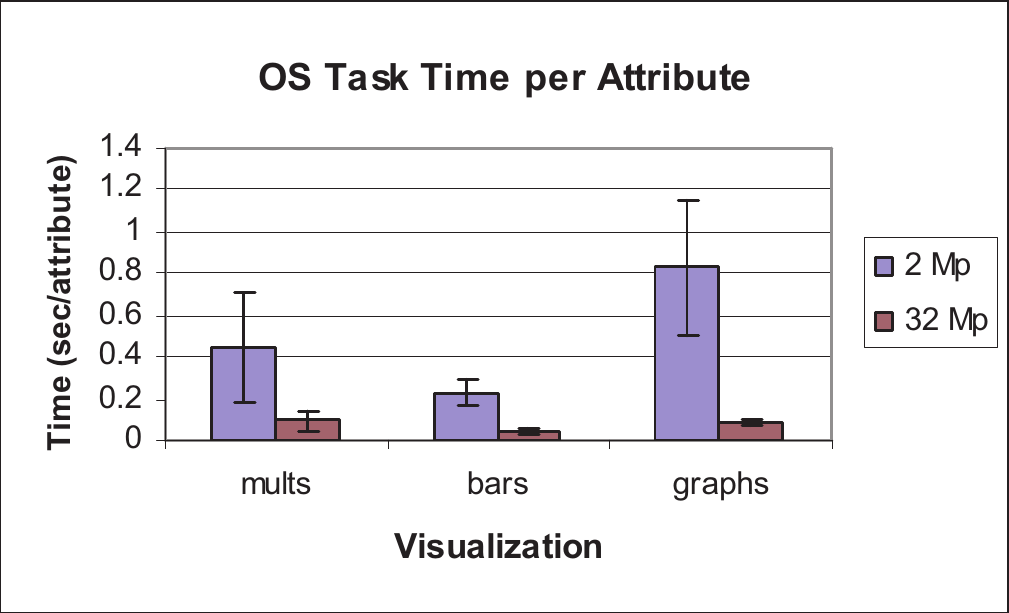 OS Task Time per Attribute
Time (sec/attribute)
1.4
1.2
1
0.8
0.6
0.4
0.2
0
mults bars graphs
Visualization
2 Mp
32 Mp